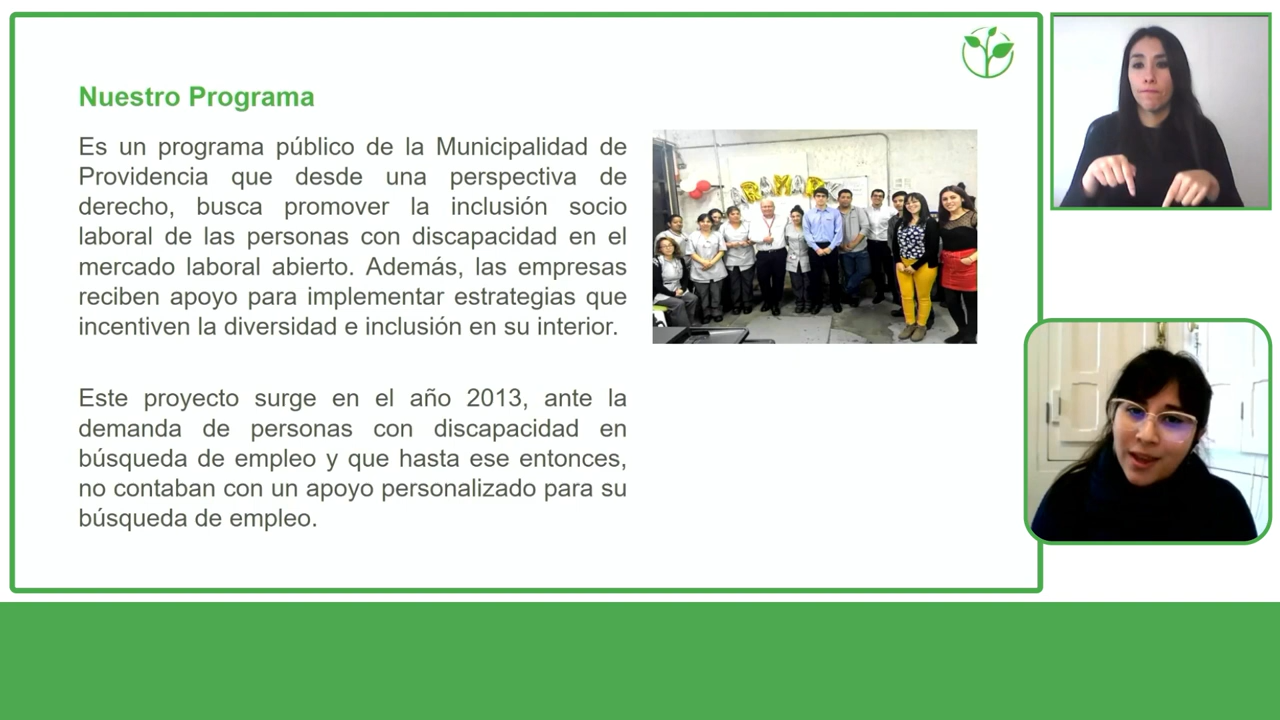 Nuestro Programa
Es un programa público de la Municipalidad de
Providencia que desde una perspectiva de
derecho, busca promover la inclusión socio
laboral de las personas con discapacidad en el
mercado laboral abierto. Además, las empresas
reciben apoyo para implementar estrategias que
incentiven la diversidad e inclusión en su interior.
Este proyecto surge en el año 2013, ante la
demanda de personas con discapacidad en
búsqueda de empleo y que hasta ese entonces,
no contaban con un apoyo personalizado para su
búsqueda de empleo.